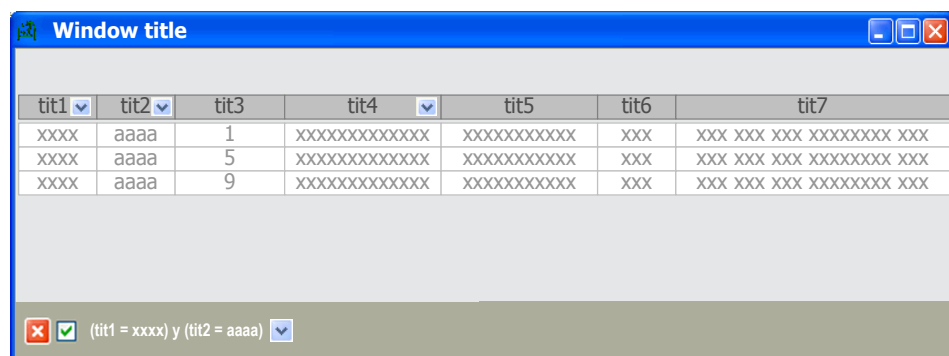 Window title
tit1 tit2 tit3 tit4 tit5 tit6 tit7
xxxx aaaa 1 xxxxxxxxxxxxx xxxxxxxxxxx xxx xxx xxx xxx xxxxxxxx xxx
xxxx aaaa 5 xxxxxxxxxxxxx xxxxxxxxxxx xxx xxx xxx xxx xxxxxxxx xxx
xxxx aaaa 9 xxxxxxxxxxxxx xxxxxxxxxxx xxx xxx xxx xxx xxxxxxxx xxx
(tit1 = xxxx) y (tit2 = aaaa)